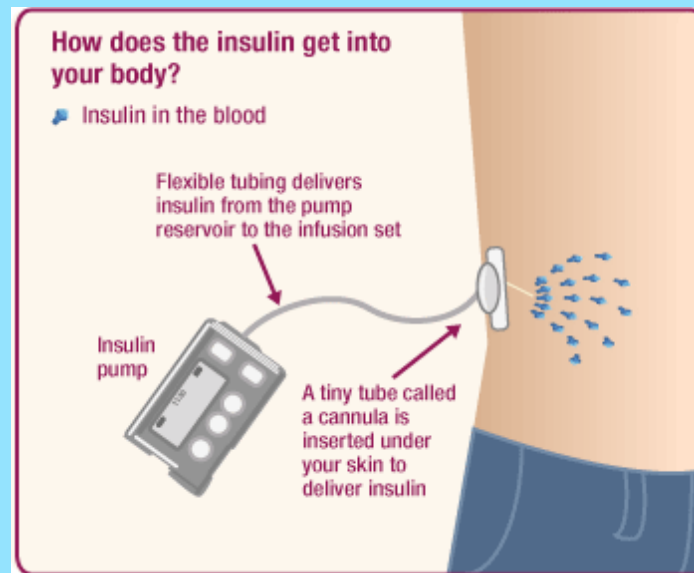 How does the insulin get into
your body?
Insulin in the blood
Flexible tubing delivers
insulin from the pump
reservoir to the infusion set
Insulin
pump
A tiny tube called
a cannula is
inserted under
your skin to
deliver insulin